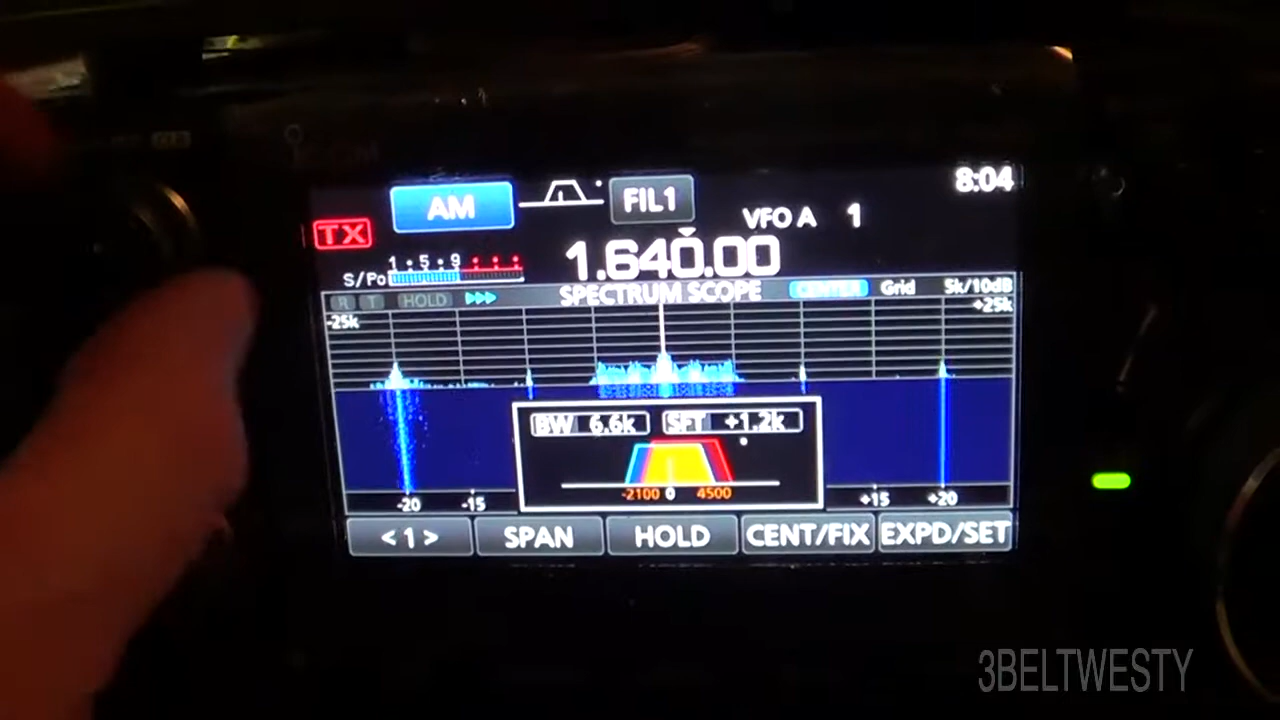 8:04
AM FIL1
VFO A 1
TX
1.640.00
1 • 5 • 9
S/Po
R T HOLD SPECTRUM SCOPE CENTER Grid 5k/10dB
-25k +25k
BW 6.6k SFT +1.2k
-2100 0 4500
-20 -15 +15 +20
<1> SPAN HOLD CENT/FIX EXPD/SET
3BELTWESTY